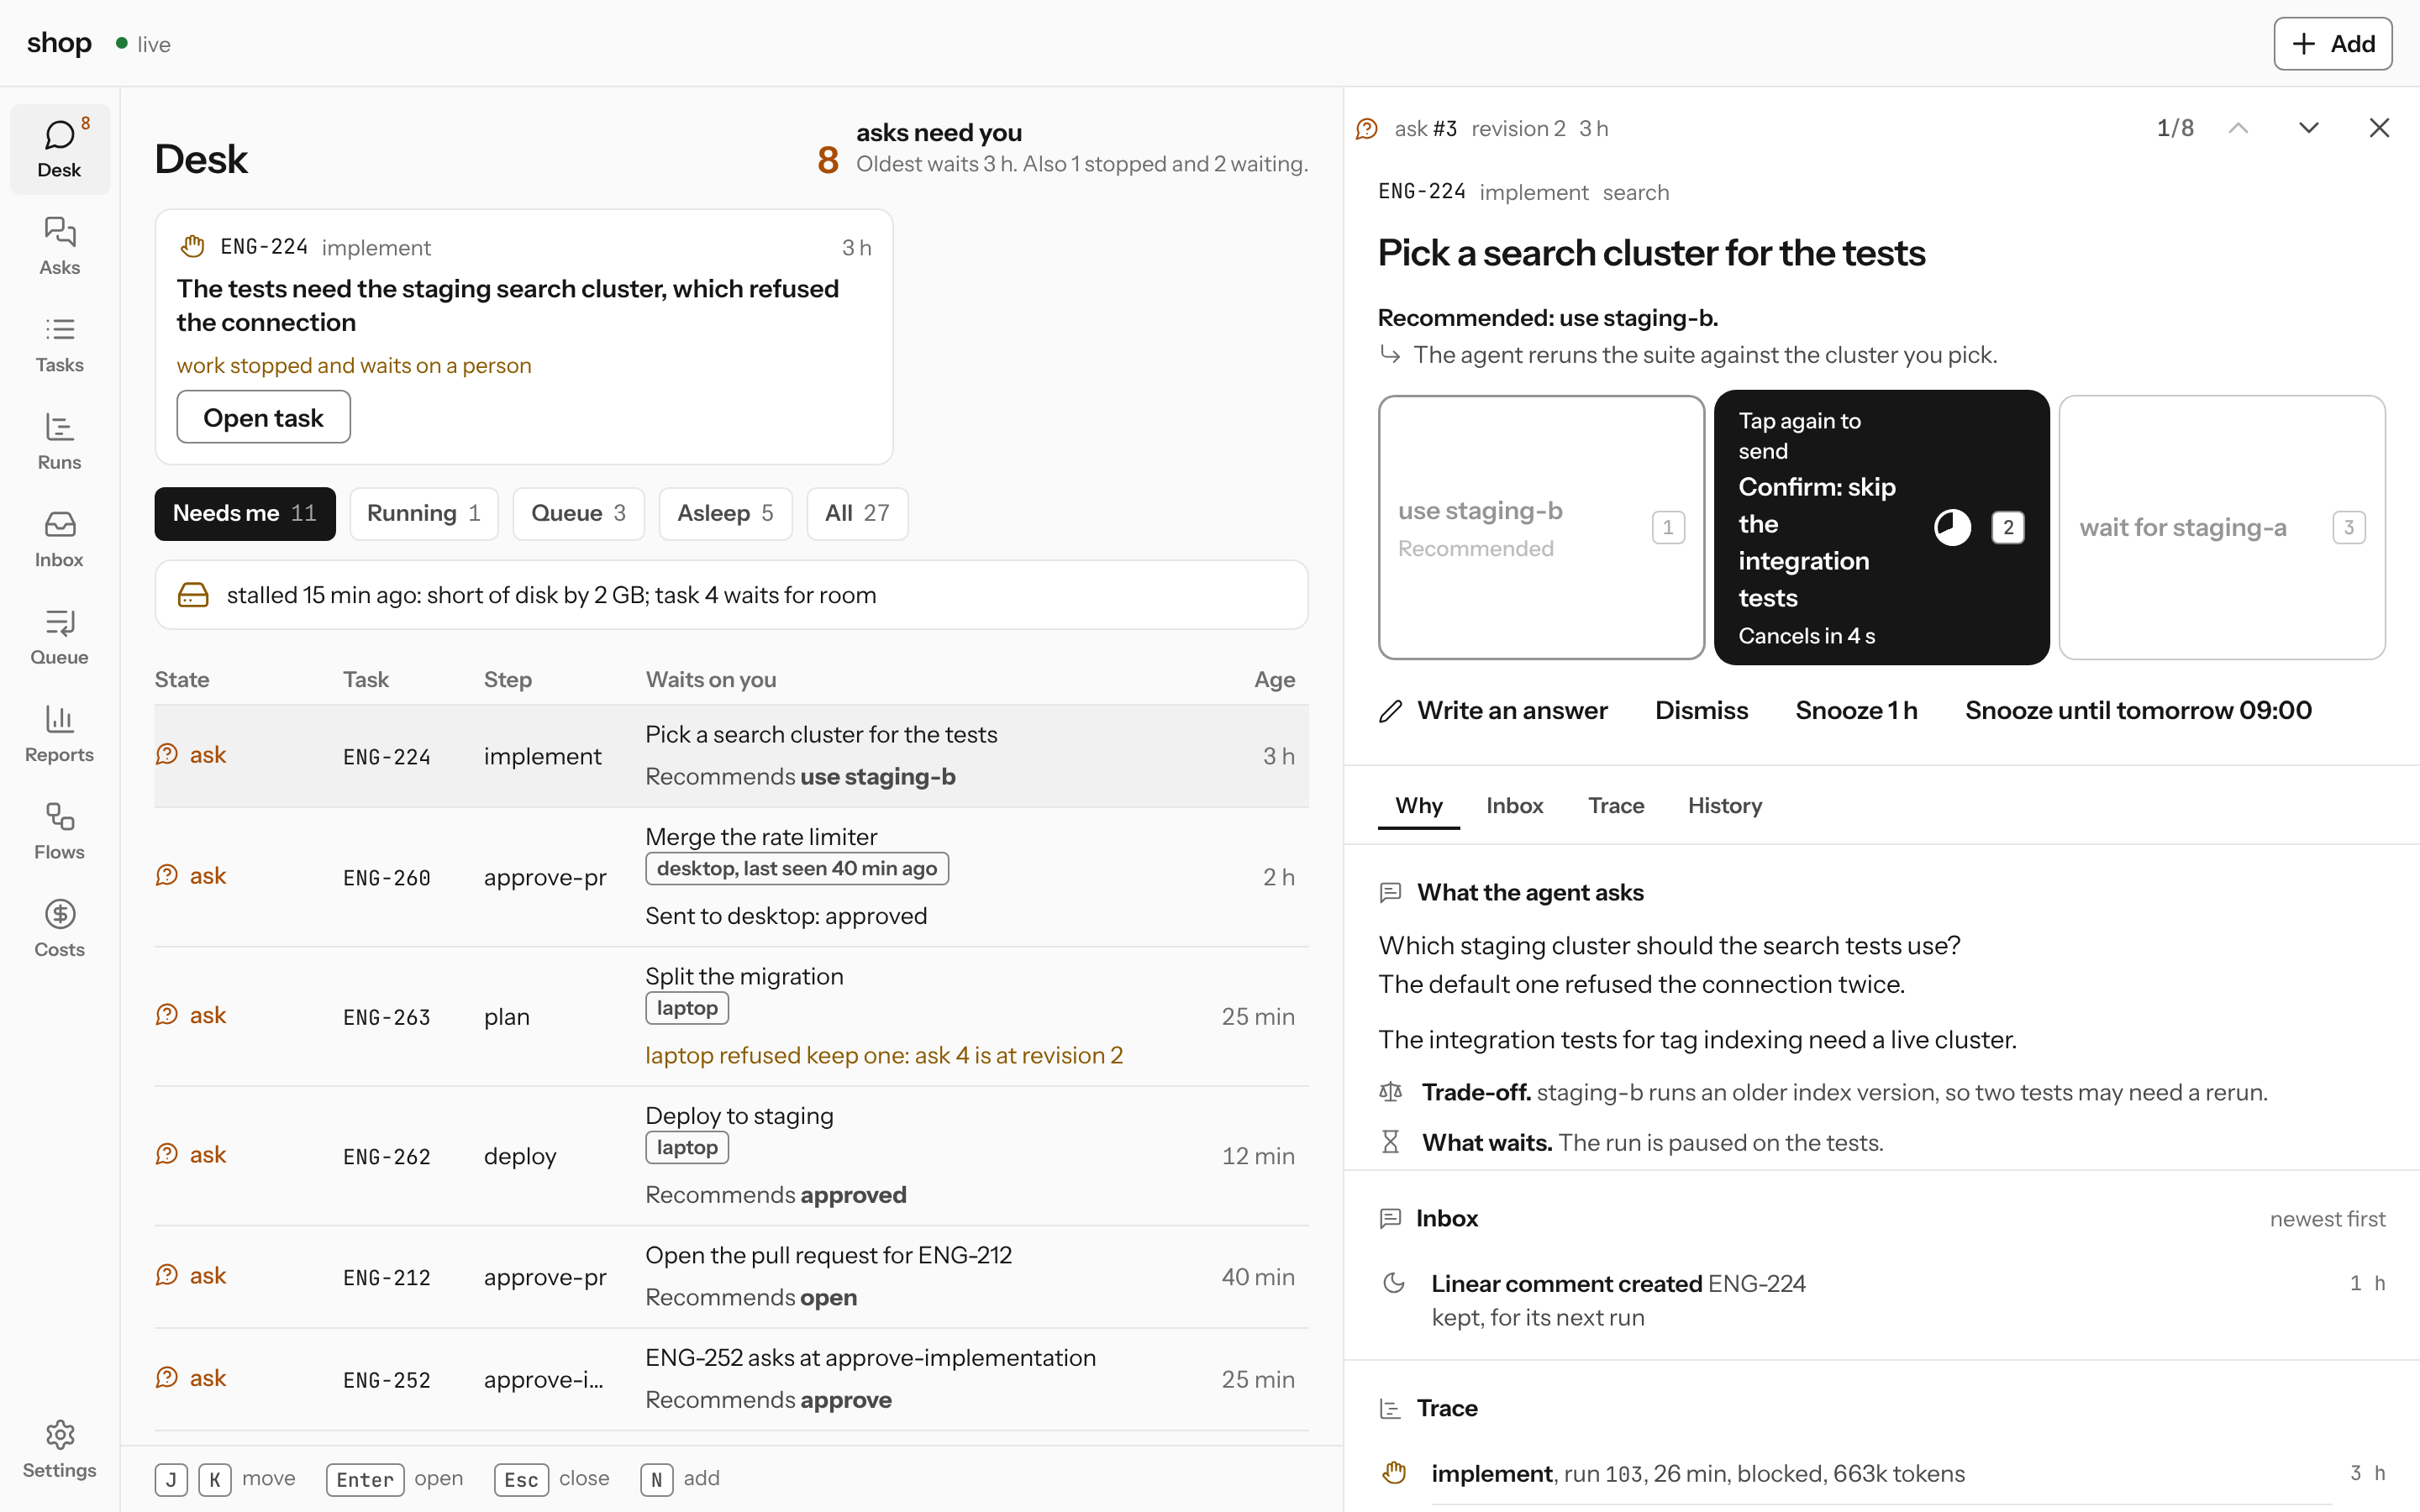 shop
live
Add
8
Desk
Asks
Tasks
Runs
Inbox
Queue
Reports
Flows
Costs
Settings
Desk
8
asks need you
Oldest waits 3 h. Also 1 stopped and 2 waiting.
ENG-224 implement 3 h
The tests need the staging search cluster, which refused
the connection
work stopped and waits on a person
Open task
Needs me 11
Running 1
Queue 3
Asleep 5
All 27
stalled 15 min ago: short of disk by 2 GB; task 4 waits for room
State Task Step Waits on you Age
ask ENG-224 implement Pick a search cluster for the tests 3 h
Recommends use staging-b
ask ENG-260 approve-pr Merge the rate limiter 2 h
desktop, last seen 40 min ago
Sent to desktop: approved
ask ENG-263 plan Split the migration 25 min
laptop
laptop refused keep one: ask 4 is at revision 2
ask ENG-262 deploy Deploy to staging 12 min
laptop
Recommends approved
ask ENG-212 approve-pr Open the pull request for ENG-212 40 min
Recommends open
ask ENG-252 approve-i... ENG-252 asks at approve-implementation 25 min
Recommends approve
J K move Enter open Esc close N add
ask #3 revision 2 3 h
1/8
ENG-224 implement search
Pick a search cluster for the tests
Recommended: use staging-b.
The agent reruns the suite against the cluster you pick.
use staging-b
Recommended
1
Tap again to
send
Confirm: skip
the
integration
tests
Cancels in 4 s
2
wait for staging-a
3
Write an answer
Dismiss
Snooze 1 h
Snooze until tomorrow 09:00
Why
Inbox
Trace
History
What the agent asks
Which staging cluster should the search tests use?
The default one refused the connection twice.
The integration tests for tag indexing need a live cluster.
Trade-off. staging-b runs an older index version, so two tests may need a rerun.
What waits. The run is paused on the tests.
Inbox newest first
Linear comment created ENG-224 1 h
kept, for its next run
Trace
implement, run 103, 26 min, blocked, 663k tokens 3 h